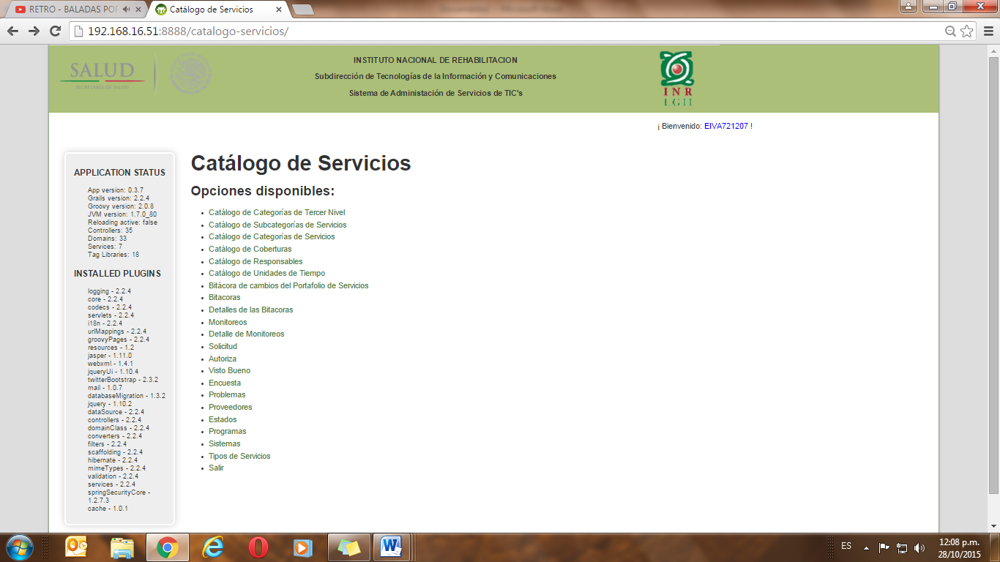 RETRO - BALADAS POP
Catálogo de Servicios
192.168.16.51:8888/catalogo-servicios/
SALUD
SECRETARÍA DE SALUD
INSTITUTO NACIONAL DE REHABILITACION
Subdirección de Tecnologías de la Información y Comunicaciones
Sistema de Administación de Servicios de TIC's
INR
LGII
¡ Bienvenido: EIVA721207 !
APPLICATION STATUS
App version: 0.3.7
Grails version: 2.2.4
Groovy version: 2.0.8
JVM version: 1.7.0_80
Reloading active: false
Controllers: 35
Domains: 33
Services: 7
Tag Libraries: 18
INSTALLED PLUGINS
logging - 2.2.4
core - 2.2.4
codecs - 2.2.4
servlets - 2.2.4
i18n - 2.2.4
urlMappings - 2.2.4
groovyPages - 2.2.4
resources - 1.2
jasper - 1.11.0
webxml - 1.4.1
jqueryUi - 1.10.4
twitterBootstrap - 2.3.2
mail - 1.0.7
databaseMigration - 1.3.2
jquery - 1.10.2
dataSource - 2.2.4
controllers - 2.2.4
domainClass - 2.2.4
converters - 2.2.4
filters - 2.2.4
scaffolding - 2.2.4
hibernate - 2.2.4
mimeTypes - 2.2.4
validation - 2.2.4
services - 2.2.4
springSecurityCore -
1.2.7.3
cache - 1.0.1
Catálogo de Servicios
Opciones disponibles:
Catálogo de Categorías de Tercer Nivel
Catálogo de Subcategorías de Servicios
Catálogo de Categorías de Servicios
Catálogo de Coberturas
Catálogo de Responsables
Catálogo de Unidades de Tiempo
Bitácora de cambios del Portafolio de Servicios
Bitacoras
Detalles de las Bitacoras
Monitoreos
Detalle de Monitoreos
Solicitud
Autoriza
Visto Bueno
Encuesta
Problemas
Proveedores
Estados
Programas
Sistemas
Tipos de Servicios
Salir
ES
12:08 p.m.
28/10/2015